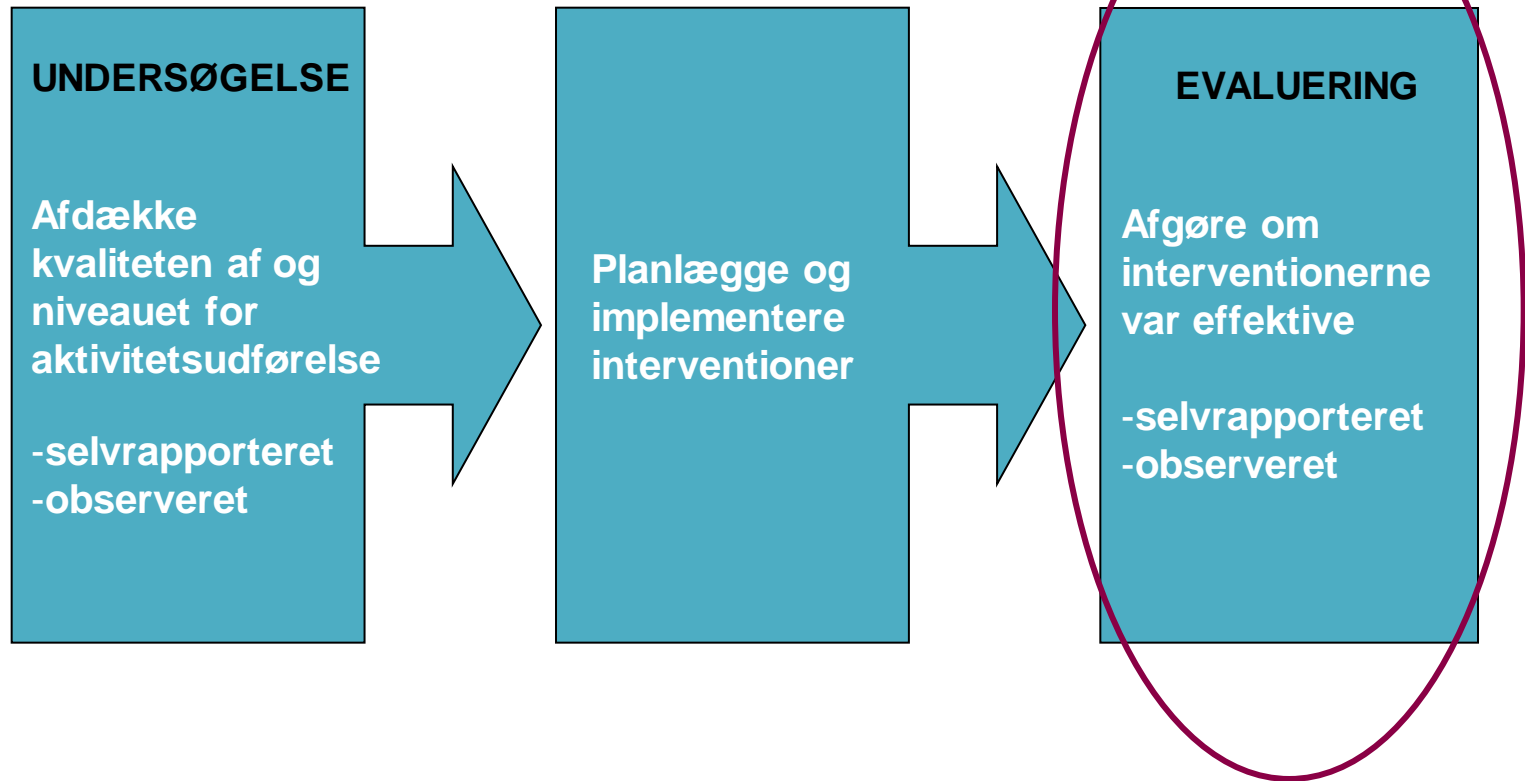 UNDERSØGELSE
Afdække
kvaliteten af og
niveauet for
aktivitetsudførelse
-selvrapporteret
-observeret
Planlægge og
implementere
interventioner
EVALUERING
Afgøre om
interventionerne
var effektive
-selvrapporteret
-observeret